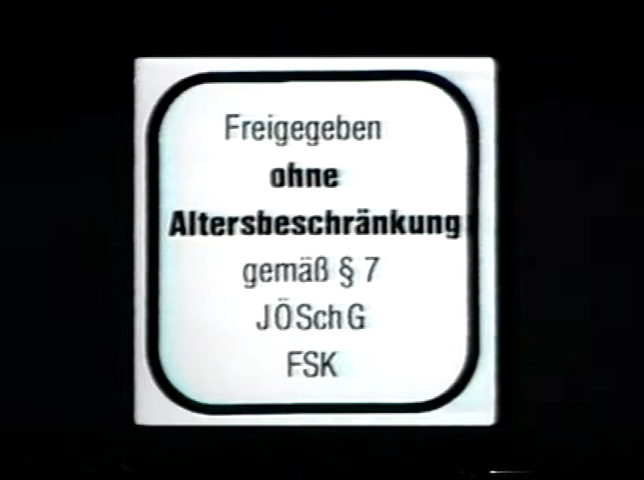 Freigegeben
ohne
Altersbeschränkung
gemäß § 7
JÖSchG
FSK